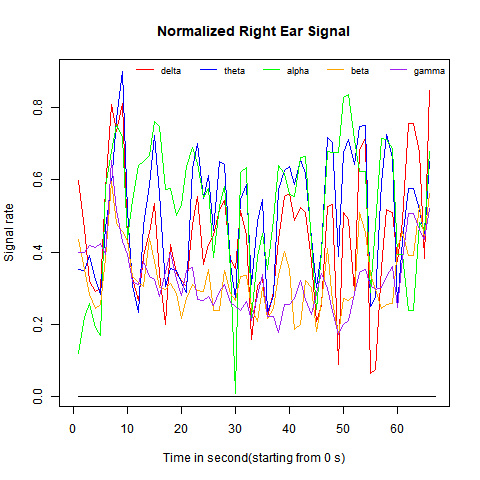 Normalized Right Ear Signal
delta theta alpha beta gamma
Signal rate
0.8
0.6
0.4
0.2
0.0
0 10 20 30 40 50 60
Time in second(starting from 0 s)